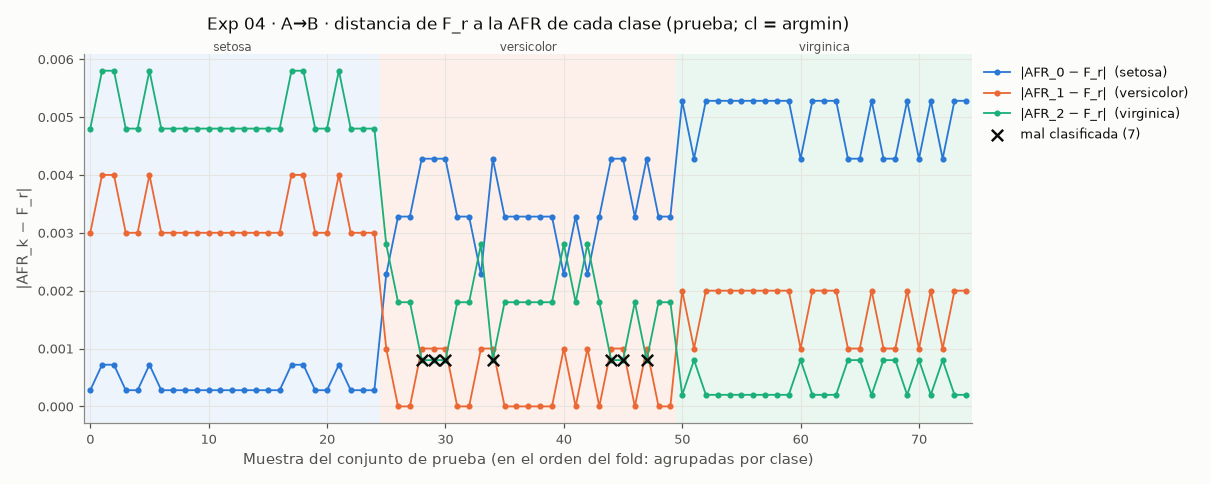 Exp 04 · A→B · distancia de F_r a la AFR de cada clase (prueba; cl = argmin)
setosa versicolor virginica
0.006
0.005
0.004
0.003
0.002
0.001
0.000
|AFR_k − F_r|
0 10 20 30 40 50 60 70
Muestra del conjunto de prueba (en el orden del fold: agrupadas por clase)
|AFR_0 − F_r| (setosa)
|AFR_1 − F_r| (versicolor)
|AFR_2 − F_r| (virginica)
mal clasificada (7)